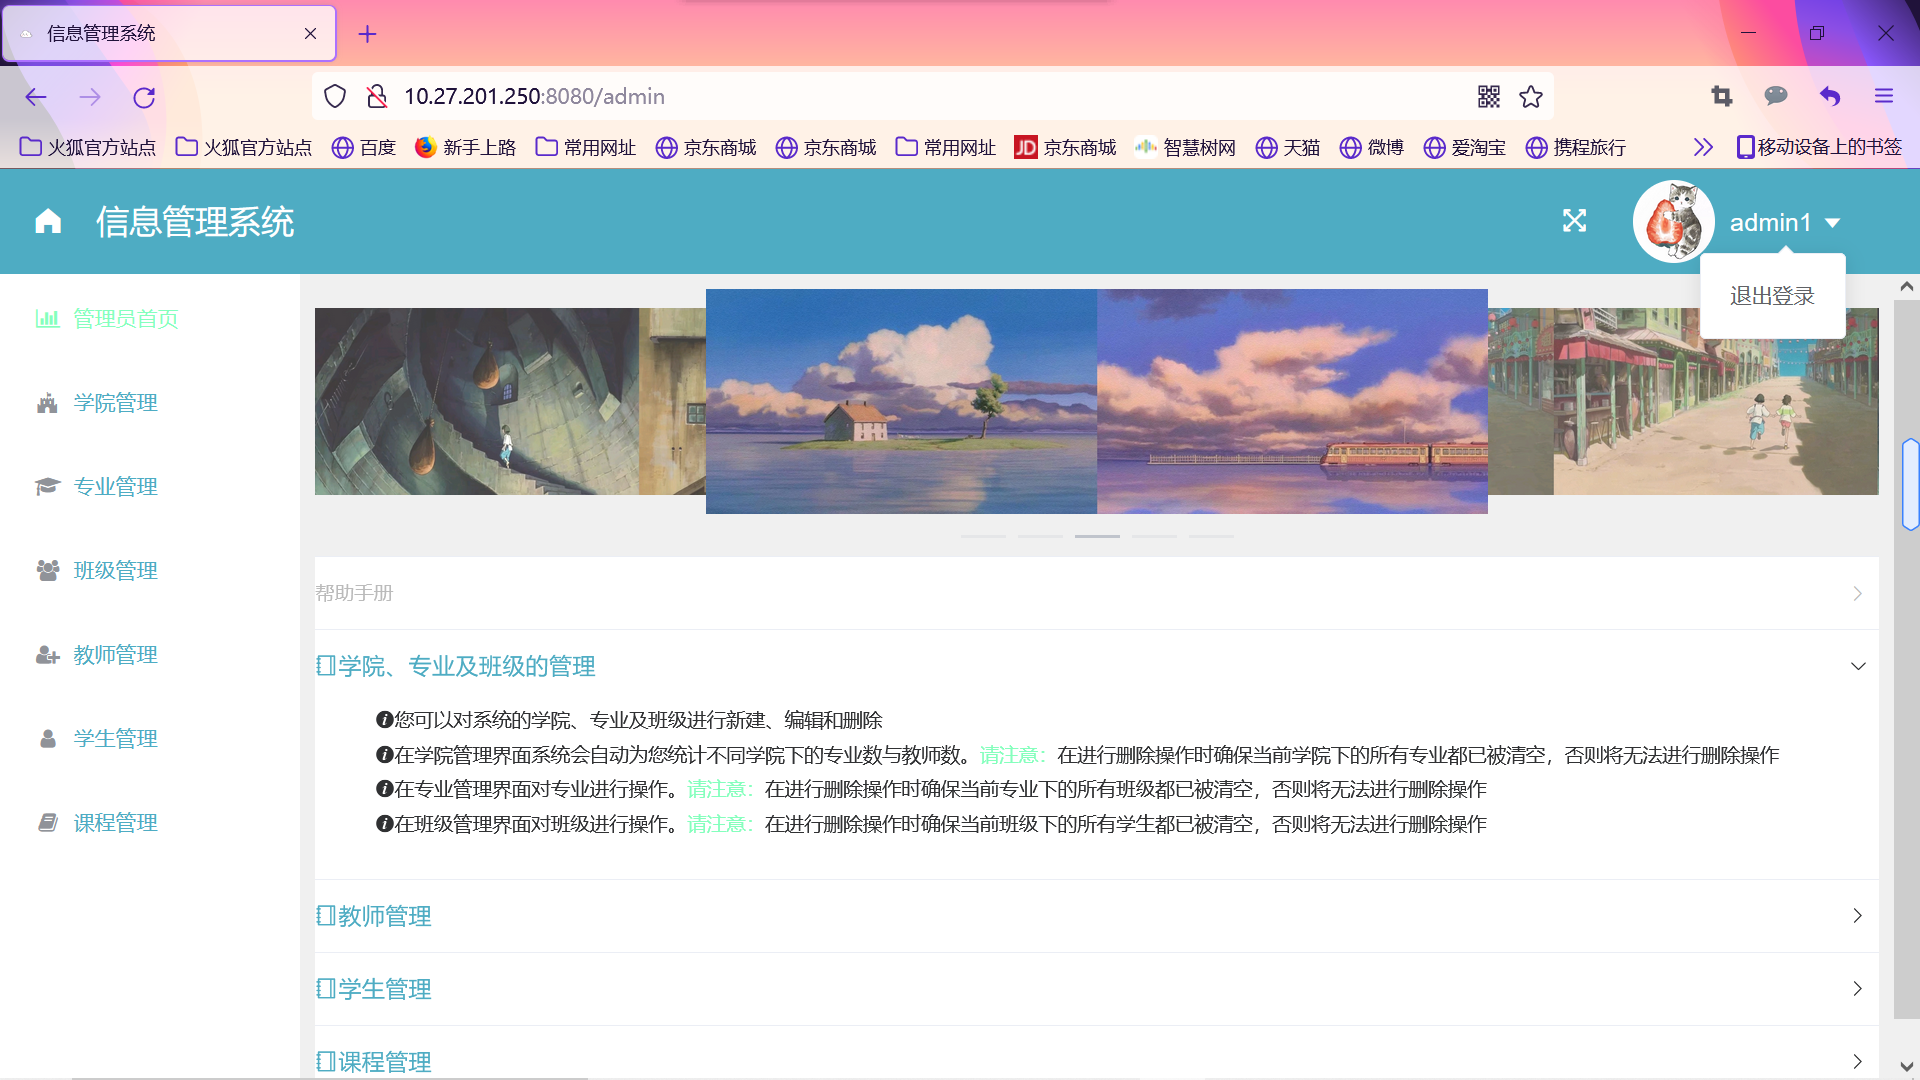 信息管理系统
10.27.201.250:8080/admin
火狐官方站点 火狐官方站点 百度 新手上路 常用网址 京东商城 京东商城 常用网址 JD 京东商城 智慧树网 天猫 微博 爱淘宝 携程旅行 移动设备上的书签
信息管理系统 admin1
退出登录
管理员首页
学院管理
专业管理
班级管理
教师管理
学生管理
课程管理
帮助手册
学院、专业及班级的管理
您可以对系统的学院、专业及班级进行新建、编辑和删除
在学院管理界面系统会自动为您统计不同学院下的专业数与教师数。请注意：在进行删除操作时确保当前学院下的所有专业都已被清空，否则将无法进行删除操作
在专业管理界面对专业进行操作。请注意：在进行删除操作时确保当前专业下的所有班级都已被清空，否则将无法进行删除操作
在班级管理界面对班级进行操作。请注意：在进行删除操作时确保当前班级下的所有学生都已被清空，否则将无法进行删除操作
教师管理
学生管理
课程管理